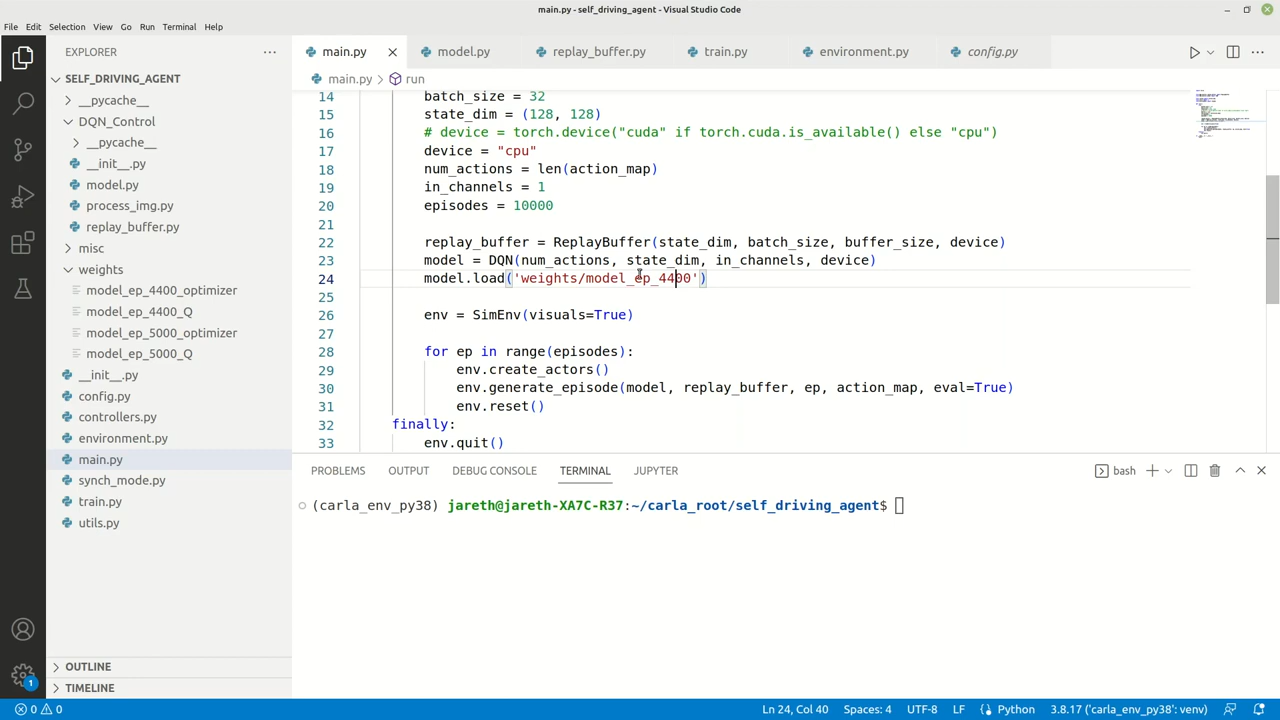 main.py - self_driving_agent - Visual Studio Code
File Edit Selection View Go Run Terminal Help
EXPLORER
SELF_DRIVING_AGENT
__pycache__
DQN_Control
__pycache__
__init__.py
model.py
process_img.py
replay_buffer.py
misc
weights
model_ep_4400_optimizer
model_ep_4400_Q
model_ep_5000_optimizer
model_ep_5000_Q
__init__.py
config.py
controllers.py
environment.py
main.py
synch_mode.py
train.py
utils.py
OUTLINE
TIMELINE
main.py model.py replay_buffer.py train.py environment.py config.py
main.py > run
14 batch_size = 32
15 state_dim = (128, 128)
16 # device = torch.device("cuda" if torch.cuda.is_available() else "cpu")
17 device = "cpu"
18 num_actions = len(action_map)
19 in_channels = 1
20 episodes = 10000
21
22 replay_buffer = ReplayBuffer(state_dim, batch_size, buffer_size, device)
23 model = DQN(num_actions, state_dim, in_channels, device)
24 model.load('weights/model_ep_4400')
25
26 env = SimEnv(visuals=True)
27
28 for ep in range(episodes):
29 env.create_actors()
30 env.generate_episode(model, replay_buffer, ep, action_map, eval=True)
31 env.reset()
32 finally:
33 env.quit()
PROBLEMS OUTPUT DEBUG CONSOLE TERMINAL JUPYTER
bash
(carla_env_py38) jareth@jareth-XA7C-R37:~/carla_root/self_driving_agent$
1
0 0 Ln 24, Col 40 Spaces: 4 UTF-8 LF Python 3.8.17 ('carla_env_py38': venv)